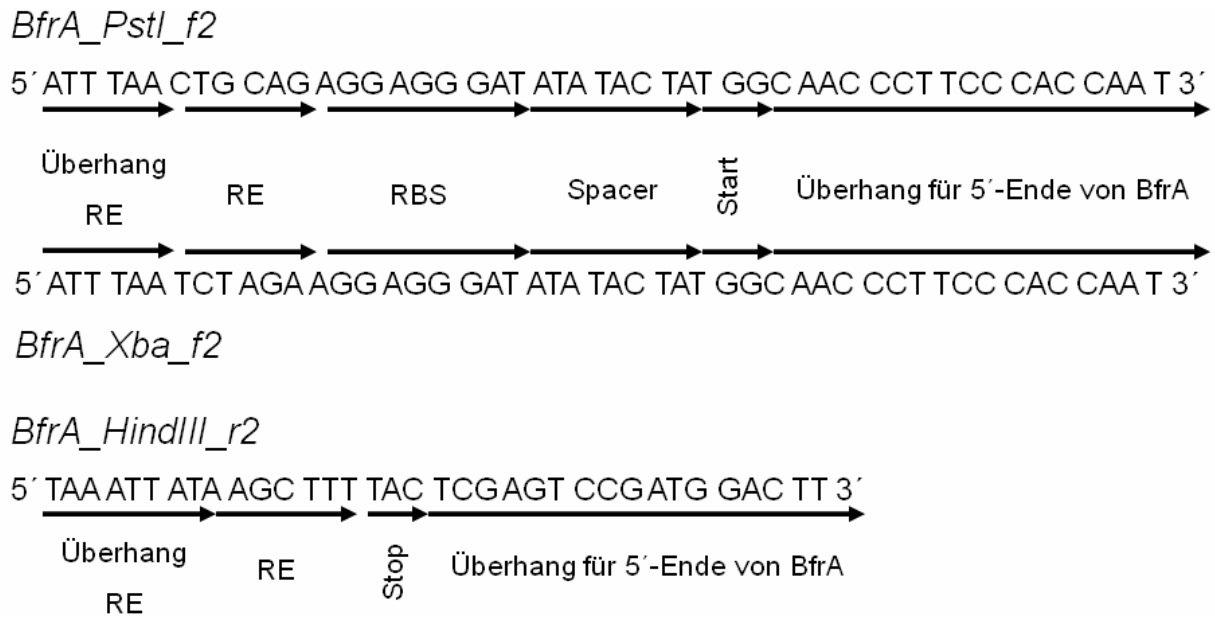 BfrA_PstI_f2
5´ ATT TAA CTG CAG AGG AGG GAT ATA TAC TAT GGC AAC CCT TCC CAC CAA T 3´
Überhang RE
RE
RBS
Spacer
Start
Überhang für 5´-Ende von BfrA
5´ ATT TAA TCT AGA AGG AGG GAT ATA TAC TAT GGC AAC CCT TCC CAC CAA T 3´
BfrA_Xba_f2
BfrA_HindIII_r2
5´ TAA ATT ATA AGC TTT TAC TCG AGT CCG ATG GAC TT 3´
Überhang RE
RE
Stop
Überhang für 5´-Ende von BfrA